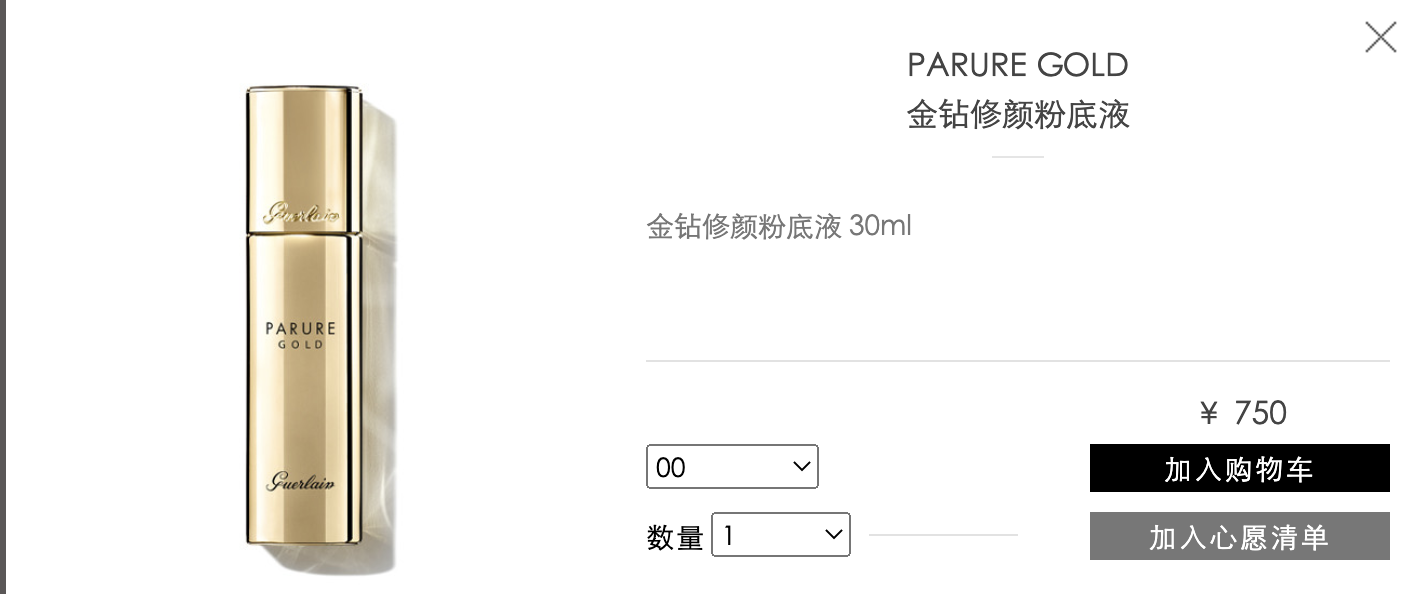 PARURE GOLD
金钻修颜粉底液
金钻修颜粉底液 30ml
Guerlain
PARURE
GOLD
Guerlain
¥ 750
00
加入购物车
数量 1
加入心愿清单